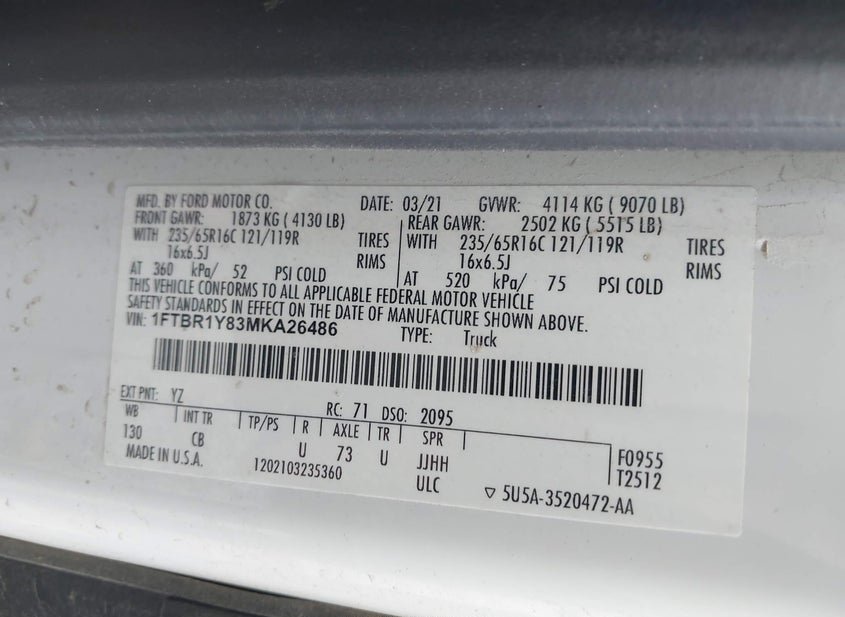 MFD. BY FORD MOTOR CO. DATE: 03/21 GVWR: 4114 KG ( 9070 LB)
FRONT GAWR: 1873 KG ( 4130 LB) REAR GAWR: 2502 KG ( 5515 LB)
WITH 235/65R16C 121/119R TIRES WITH 235/65R16C 121/119R TIRES
16x6.5J RIMS 16x6.5J RIMS
AT 360 kPa/ 52 PSI COLD AT 520 kPa/ 75 PSI COLD
THIS VEHICLE CONFORMS TO ALL APPLICABLE FEDERAL MOTOR VEHICLE
SAFETY STANDARDS IN EFFECT ON THE DATE OF MANUFACTURE SHOWN ABOVE.
VIN: 1FTBR1Y83MKA26486 TYPE: Truck
EXT PNT: YZ RC: 71 DSO: 2095
WB INT TR TP/PS R AXLE TR SPR
130 CB U 73 U JJHH F0955
MADE IN U.S.A. 1202103235360 ULC T2512
▽ 5U5A-3520472-AA